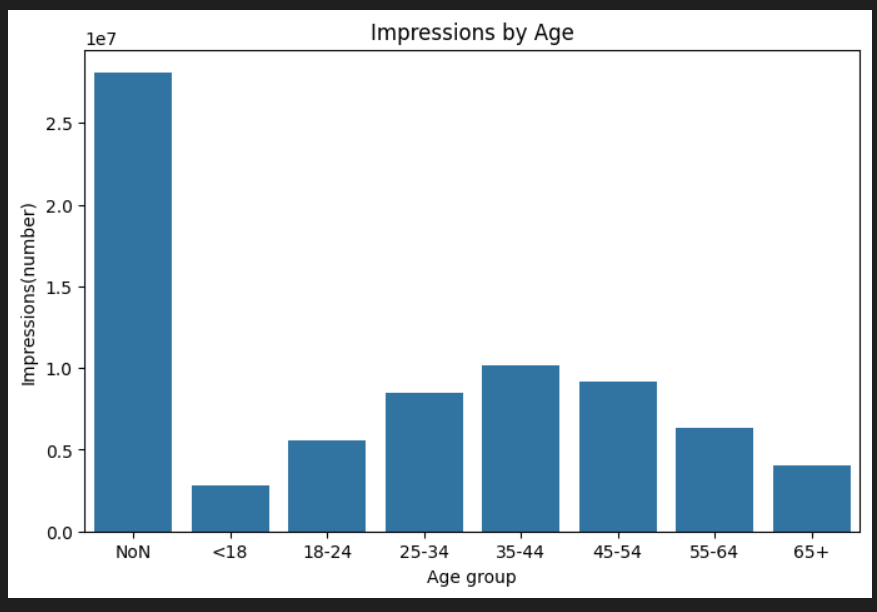 Impressions by Age
1e7
Impressions(number)
2.5
2.0
1.5
1.0
0.5
0.0
NoN <18 18-24 25-34 35-44 45-54 55-64 65+
Age group